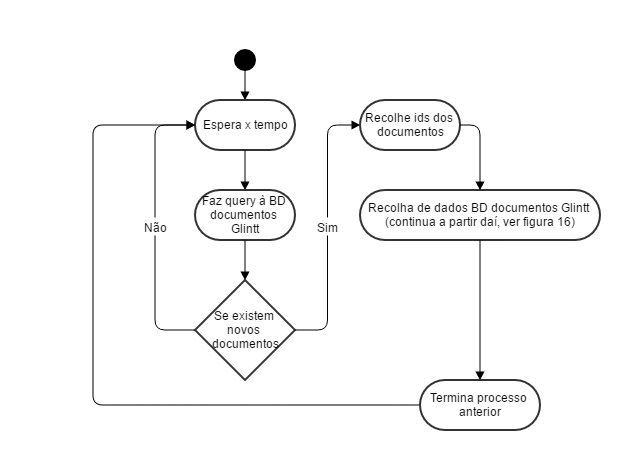 Espera x tempo
Faz query à BD
documentos
Glintt
Não
Se existem
novos
documentos
Sim
Recolhe ids dos
documentos
Recolha de dados BD documentos Glintt
(continua a partir daí, ver figura 16)
Termina processo
anterior